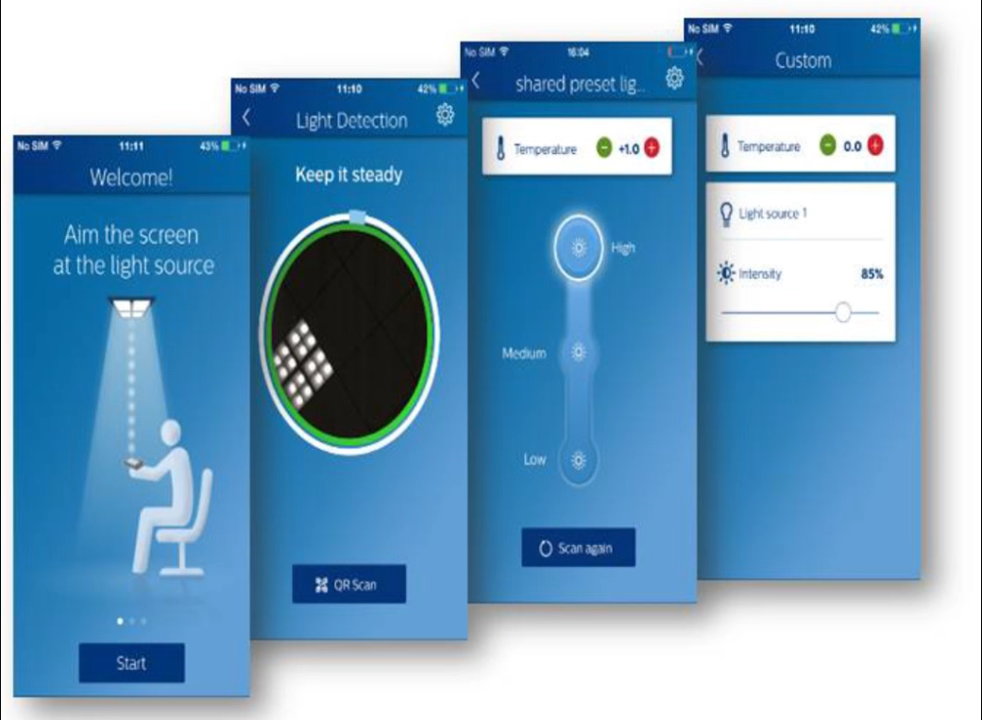 No SIM 11:11 43%
Welcome!
Aim the screen
at the light source
Start
No SIM 11:10 42%
Light Detection
Keep it steady
QR Scan
No SIM 16:04
shared preset lig..
Temperature +1.0
High
Medium
Low
Scan again
No SIM 11:10 42%
Custom
Temperature 0.0
Light source 1
Intensity 85%